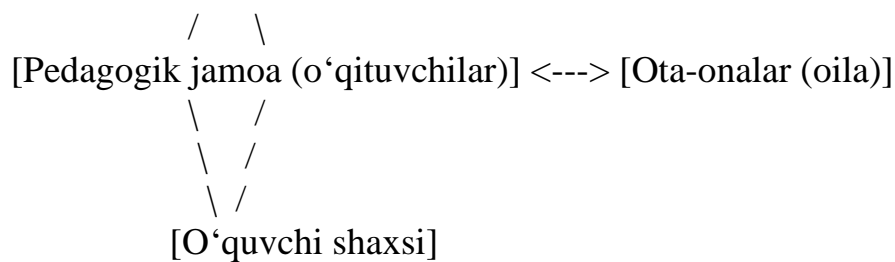 / \
[Pedagogik jamoa (o‘qituvchilar)] <---> [Ota-onalar (oila)]
\ /
\ /
\ /
\ /
[O‘quvchi shaxsi]